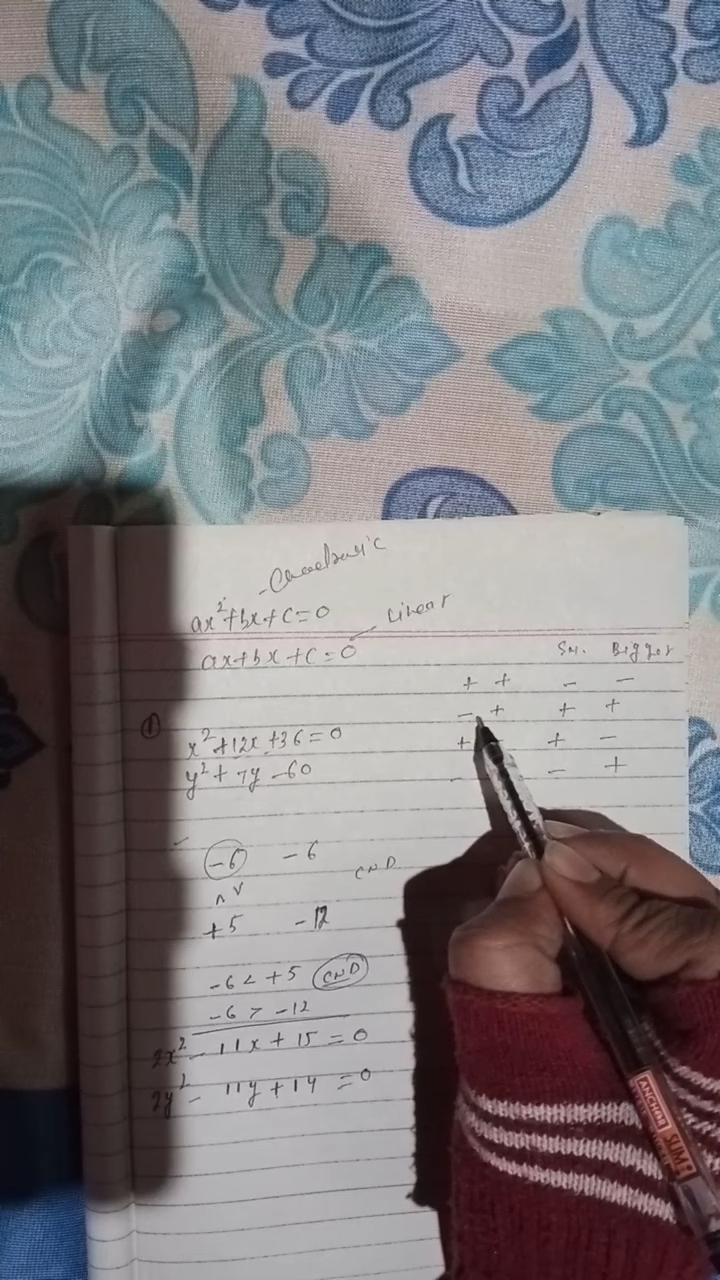 ax²+bx+c=0
Linear
ax+bx+c=0
Sm. Bigger
+ + - -
- + + +
+ + -
- - +
①
x²+12x+36=0
y²+7y-60
-6 -6
CND
∧ ∨
+5 -12
-6 < +5 CND
-6 > -12
2x²-11x+15=0
2y²-11y+14=0
ANCHOR SLIM